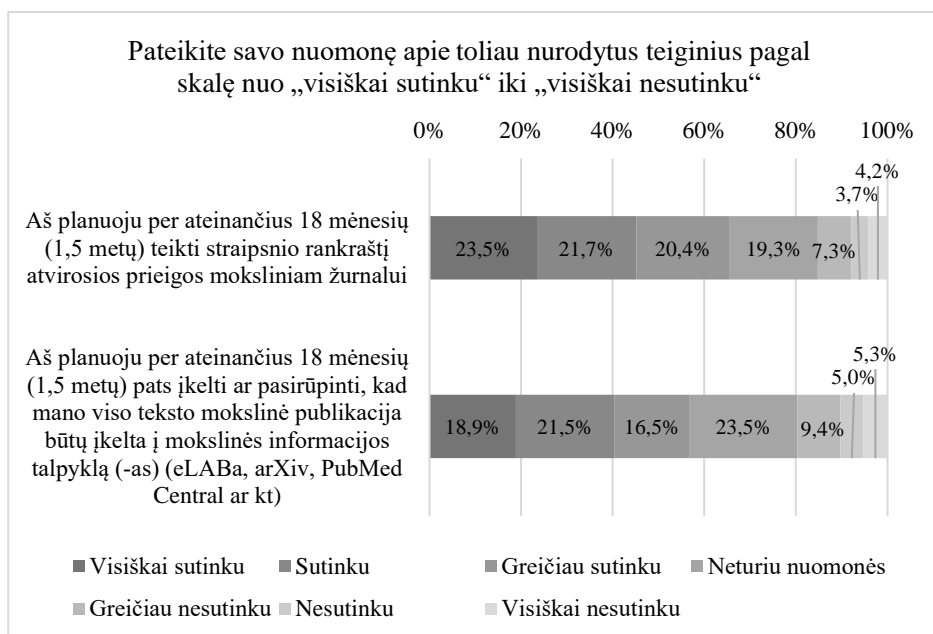 Pateikite savo nuomonę apie toliau nurodytus teiginius pagal
skalę nuo „visiškai sutinku“ iki „visiškai nesutinku“
0% 20% 40% 60% 80% 100%
4,2%
3,7%
Aš planuoju per ateinančius 18 mėnesių
(1,5 metų) teikti straipsnio rankraštį
atvirosios prieigos moksliniam žurnalui
23,5% 21,7% 20,4% 19,3% 7,3%
5,3%
5,0%
Aš planuoju per ateinančius 18 mėnesių
(1,5 metų) pats įkelti ar pasirūpinti, kad
mano viso teksto mokslinė publikacija
būtų įkelta į mokslinės informacijos
talpyklą (-as) (eLABa, arXiv, PubMed
Central ar kt)
18,9% 21,5% 16,5% 23,5% 9,4%
Visiškai sutinku Sutinku Greičiau sutinku Neturiu nuomonės
Greičiau nesutinku Nesutinku Visiškai nesutinku